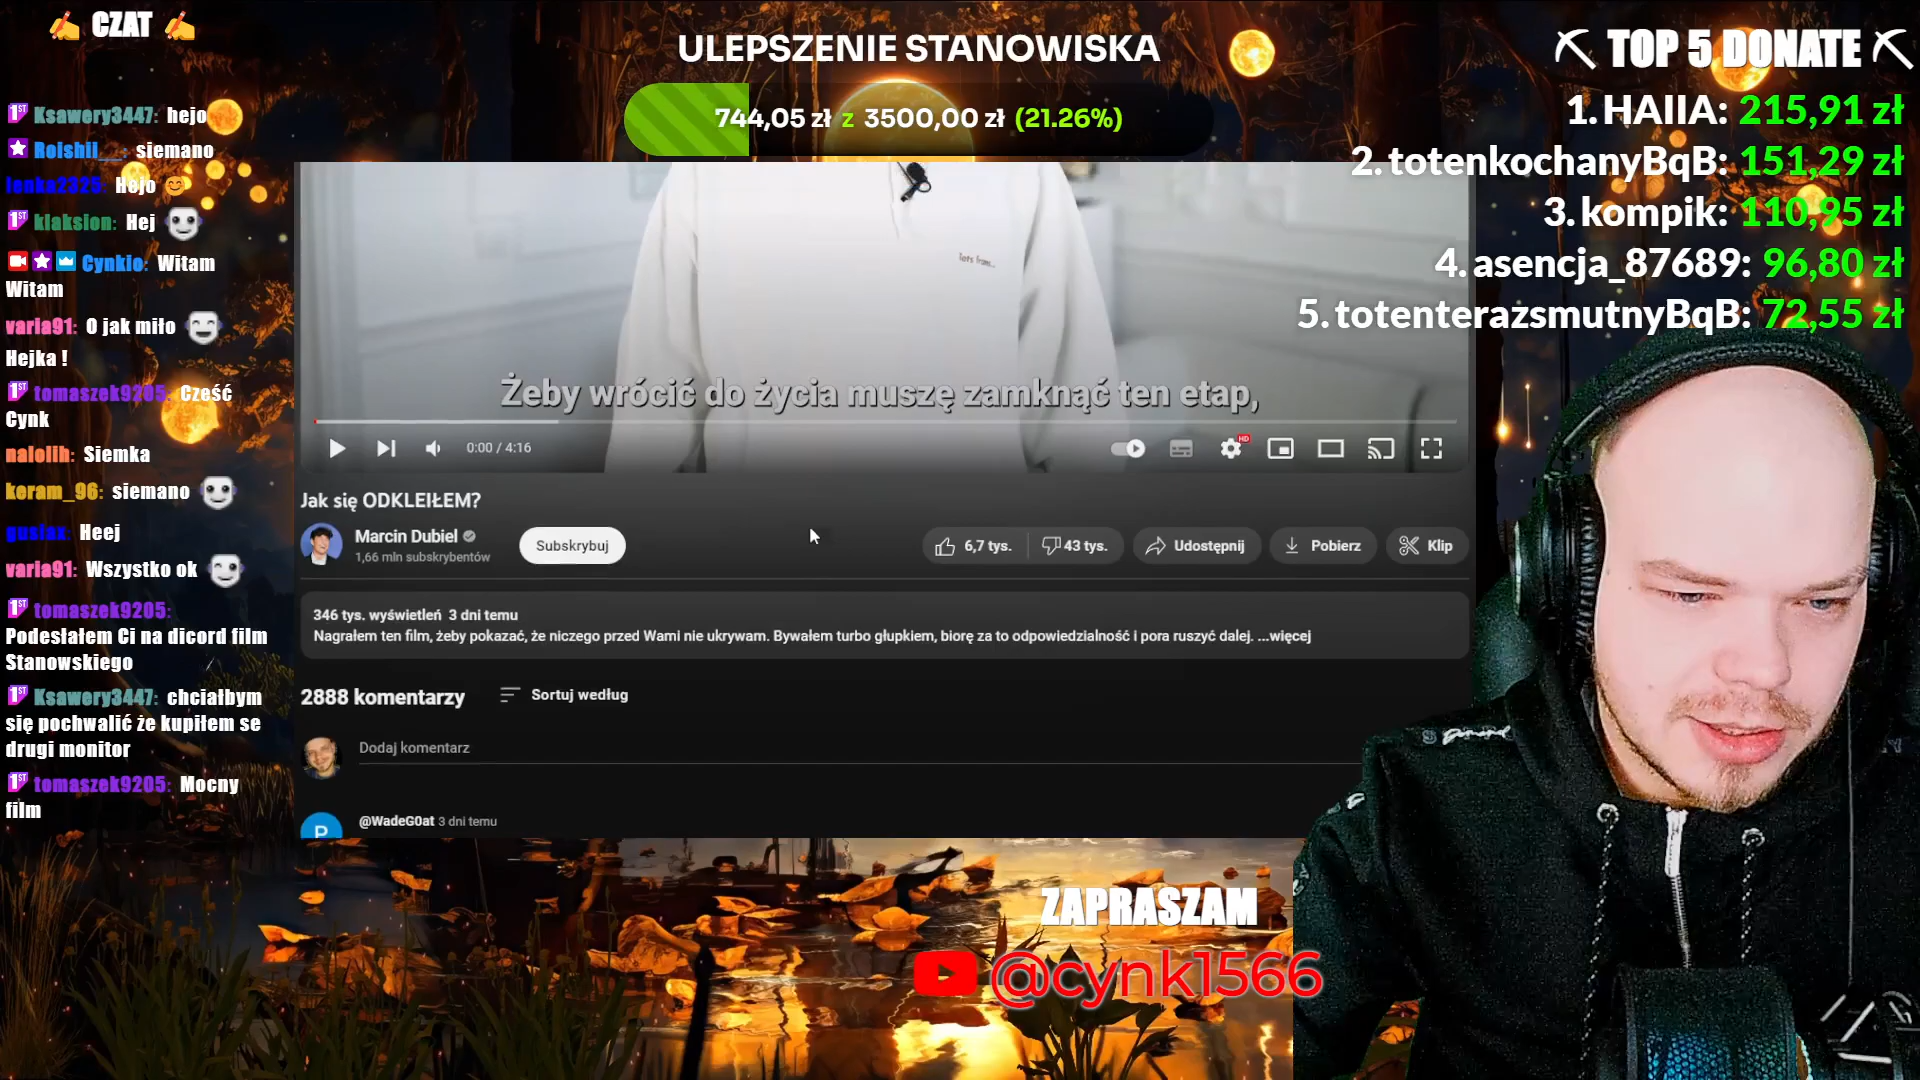 CZAT
Ksawery3447: hejo
Roishii__: siemano
lenka2325: Hejo
klaksion: Hej
Cynkio: Witam
Witam
varia91: O jak miło
Hejka !
tomaszek9205: Cześć
Cynk
nalolih: Siemka
keram_96: siemano
guslax: Heej
varia91: Wszystko ok
tomaszek9205:
Podesłałem Ci na dicord film
Stanowskiego
Ksawery3447: chciałbym
się pochwalić że kupiłem se
drugi monitor
tomaszek9205: Mocny
film
ULEPSZENIE STANOWISKA
744,05 zł z 3500,00 zł (21.26%)
TOP 5 DONATE
1. HAIIA: 215,91 zł
2. totenkochanyBqB: 151,29 zł
3. kompik: 110,95 zł
4. asencja_87689: 96,80 zł
5. totenterazsmutnyBqB: 72,55 zł
Żeby wrócić do życia muszę zamknąć ten etap,
0:00 / 4:16
HD
Jak się ODKLEIŁEM?
Marcin Dubiel
1,66 mln subskrybentów
Subskrybuj
6,7 tys.
43 tys.
Udostępnij
Pobierz
Klip
346 tys. wyświetleń 3 dni temu
Nagrałem ten film, żeby pokazać, że niczego przed Wami nie ukrywam. Bywałem turbo głupkiem, biorę za to odpowiedzialność i pora ruszyć dalej. ...więcej
2888 komentarzy
Sortuj według
Dodaj komentarz
P
@WadeG0at 3 dni temu
ZAPRASZAM
@cynk1566